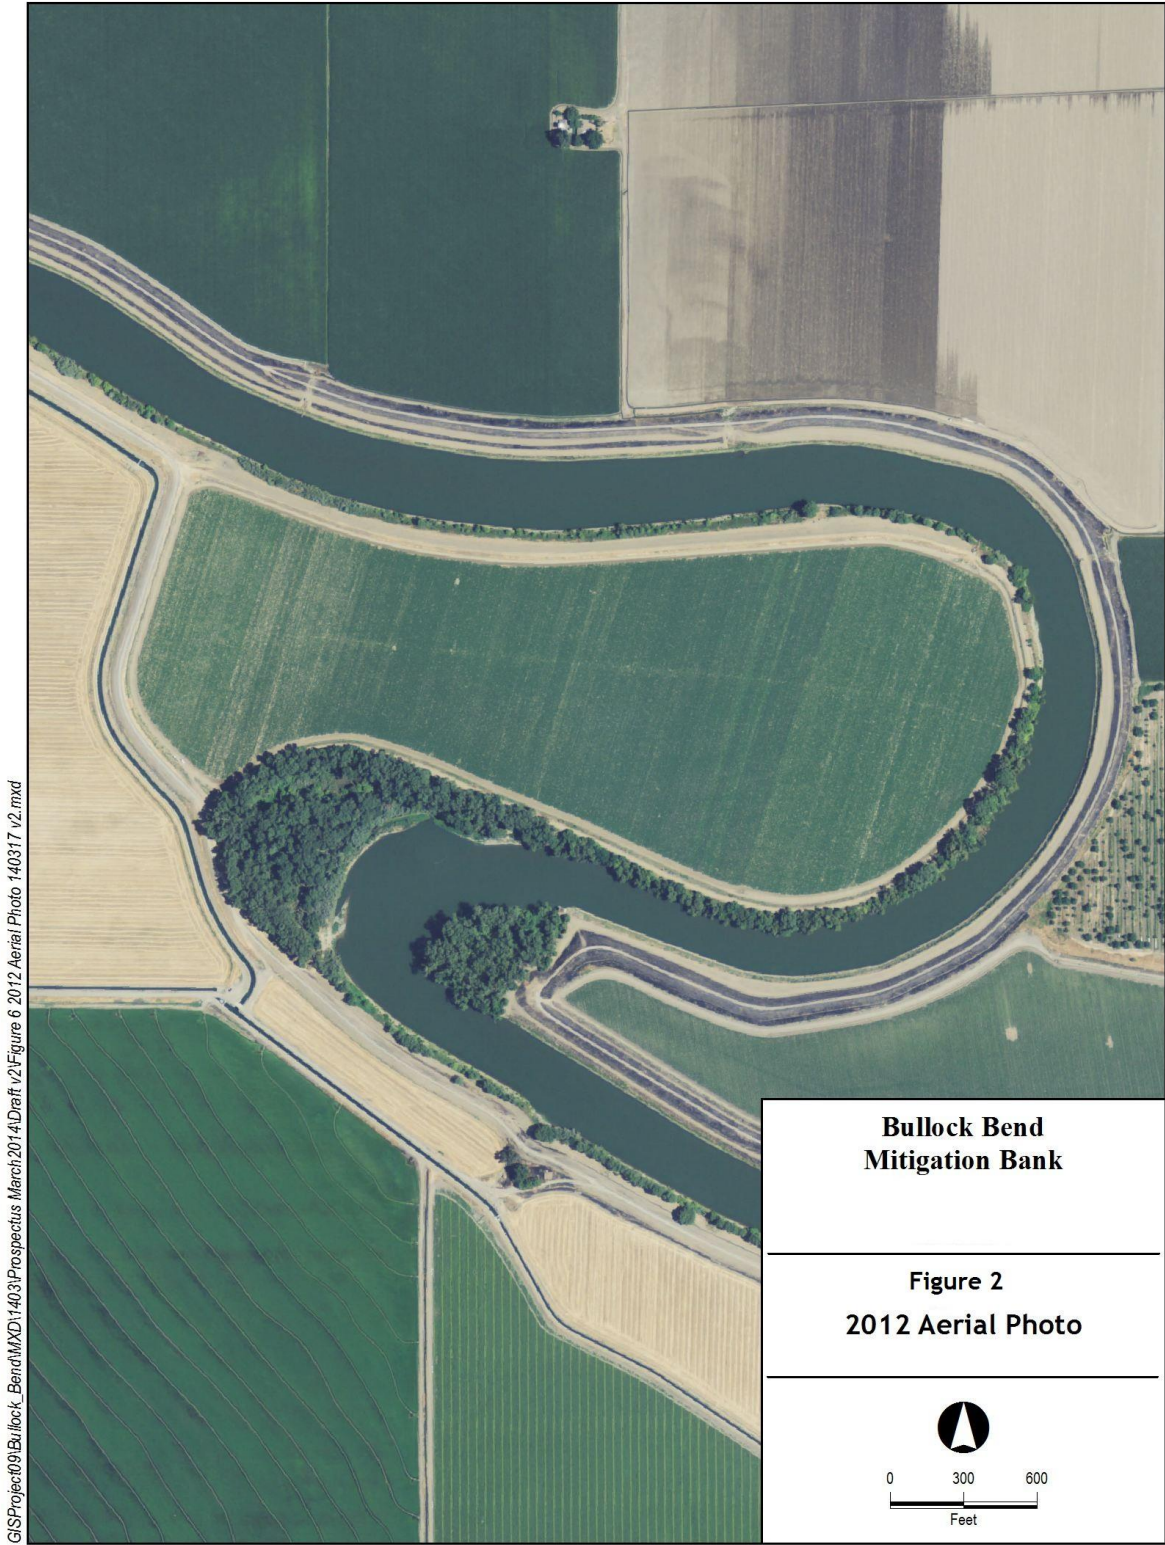 GISProject09\Bullock_Bend\MXD\1403\Prospectus March2014\Draft v2\Figure 6 2012 Aerial Photo 140317 v2.mxd
Bullock Bend
Mitigation Bank
Figure 2
2012 Aerial Photo
0 300 600
Feet